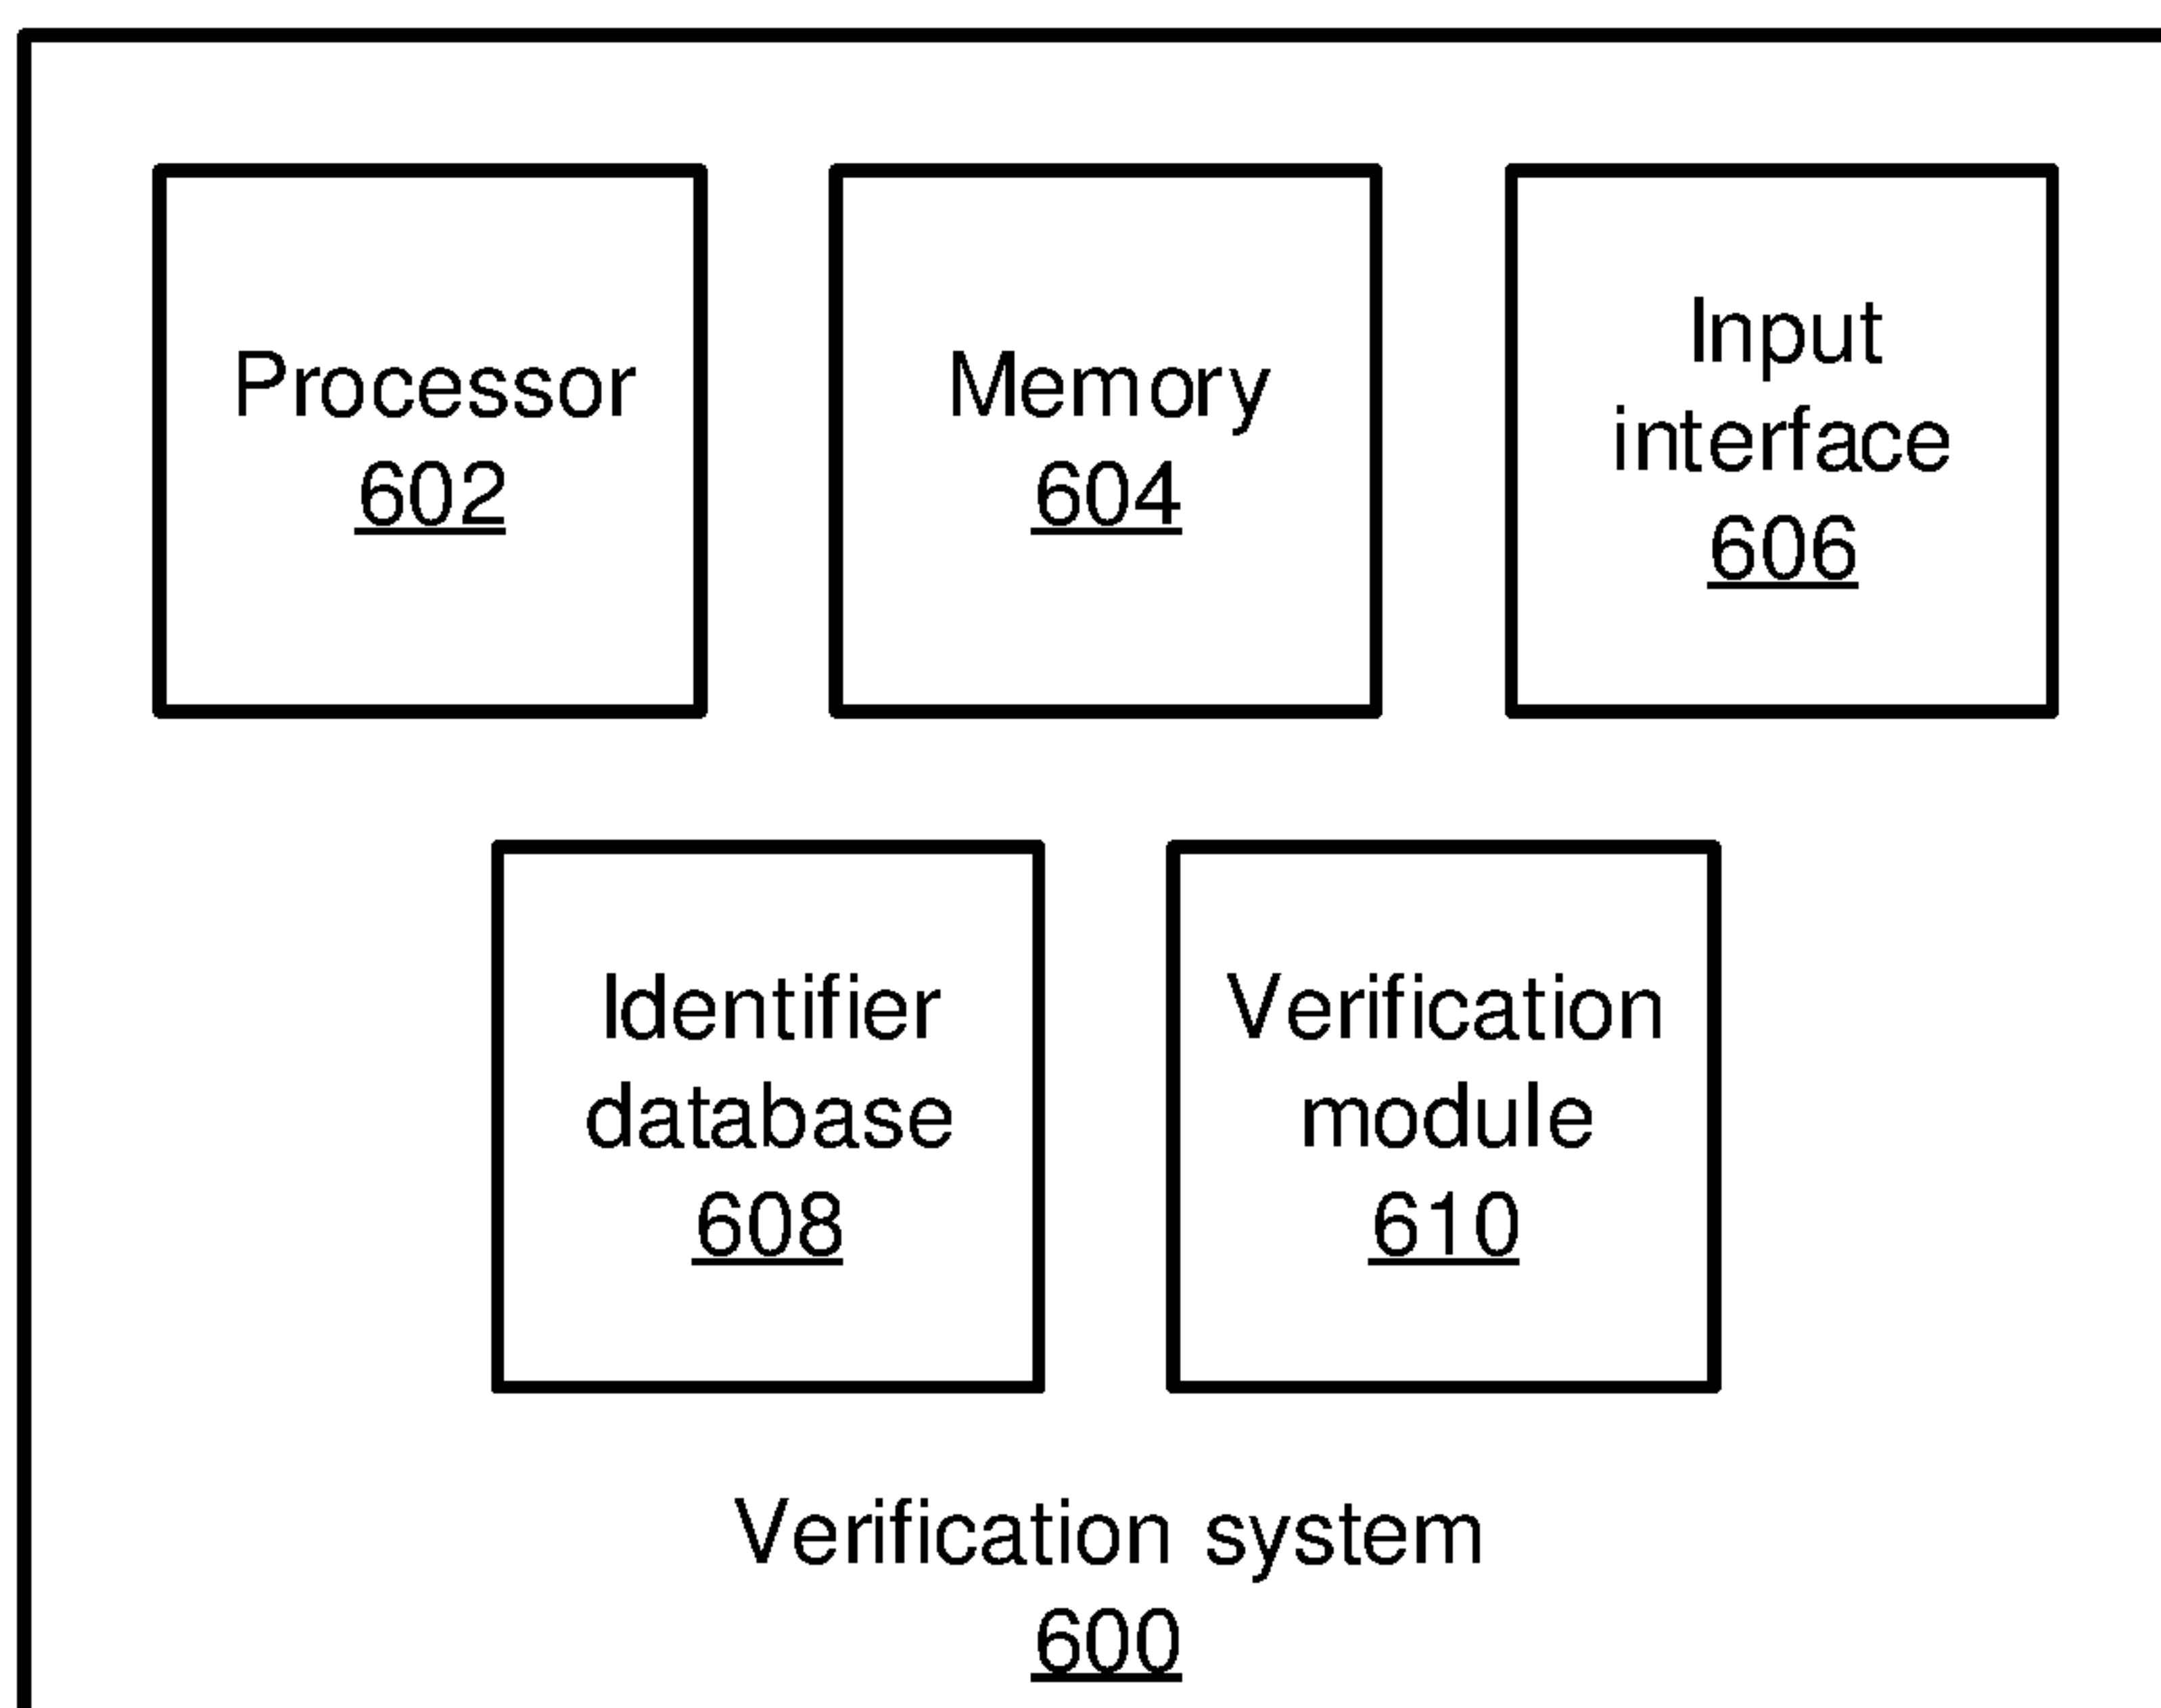 Processor
602
Memory
604
Input
interface
606
Identifier
database
608
Verification
module
610
Verification system
600